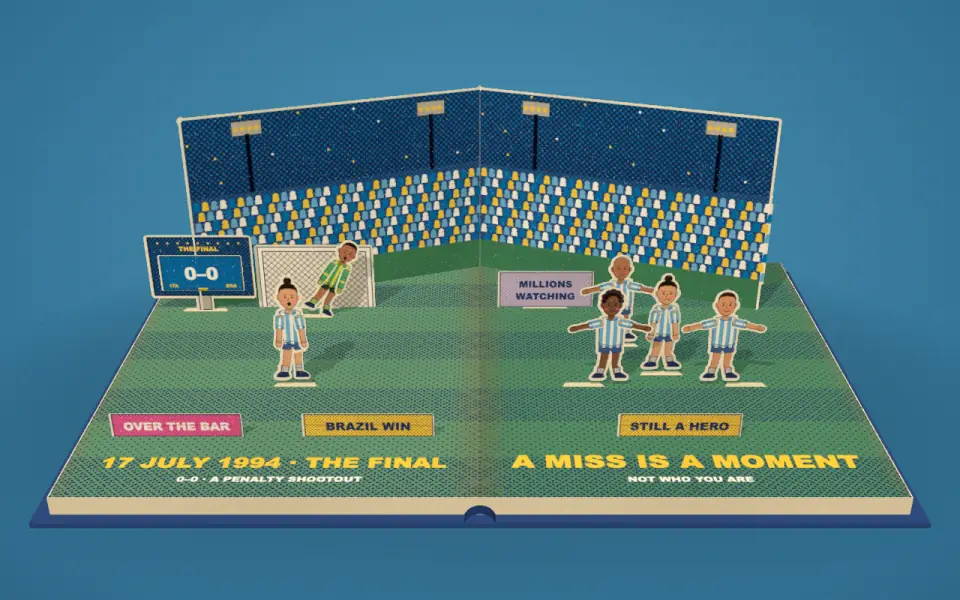 THE FINAL
0–0
ITA BRA
MILLIONS
WATCHING
OVER THE BAR
BRAZIL WIN
STILL A HERO
17 JULY 1994 · THE FINAL
0–0 · A PENALTY SHOOTOUT
A MISS IS A MOMENT
NOT WHO YOU ARE